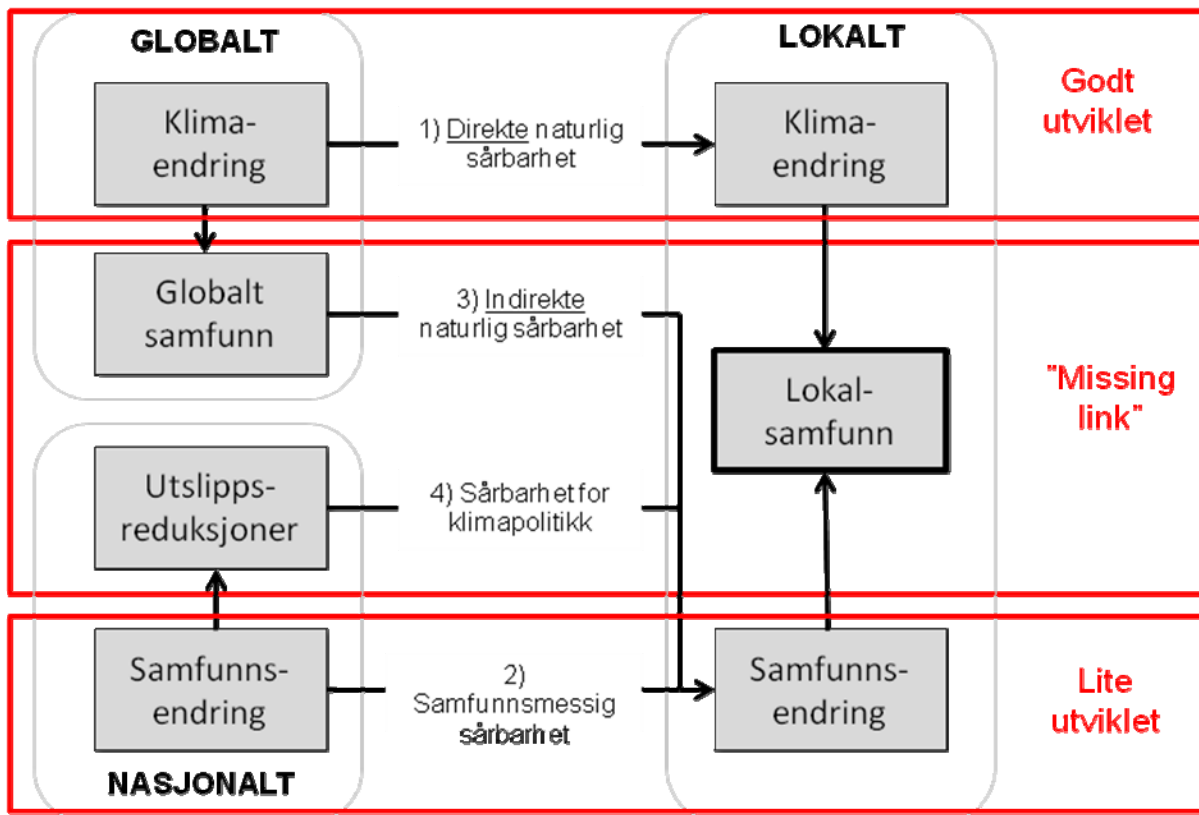 GLOBALT
LOKALT
Klima-
endring
1) Direkte naturlig
sårbarhet
Klima-
endring
Godt
utviklet
Globalt
samfunn
3) Indirekte
naturlig sårbarhet
Lokal-
samfunn
"Missing
link"
Utslipps-
reduksjoner
4) Sårbarhet for
klimapolitikk
Samfunns-
endring
2)
Samfunnsmessig
sårbarhet
Samfunns-
endring
Lite
utviklet
NASJONALT